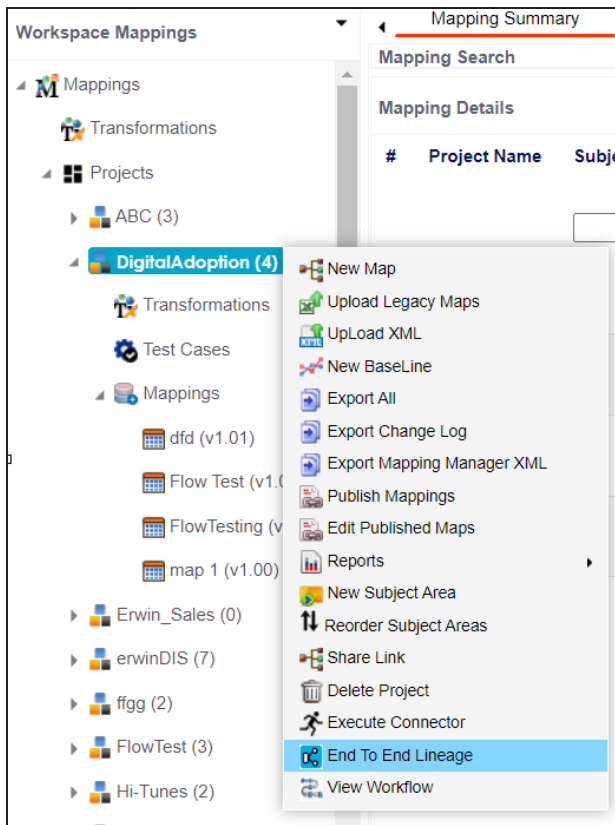 Workspace Mappings
Mappings
Transformations
Projects
ABC (3)
DigitalAdoption (4)
Transformations
Test Cases
Mappings
dfd (v1.01)
Flow Test (v1.0
FlowTesting (v
map 1 (v1.00)
Erwin_Sales (0)
erwinDIS (7)
ffgg (2)
FlowTest (3)
Hi-Tunes (2)
Mapping Summary
Mapping Search
Mapping Details
# Project Name Subje
New Map
Upload Legacy Maps
UpLoad XML
New BaseLine
Export All
Export Change Log
Export Mapping Manager XML
Publish Mappings
Edit Published Maps
Reports
New Subject Area
Reorder Subject Areas
Share Link
Delete Project
Execute Connector
End To End Lineage
View Workflow